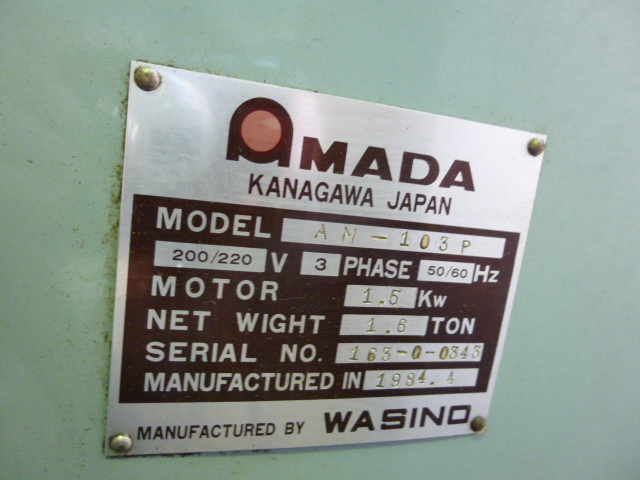 AMADA
KANAGAWA JAPAN
MODEL AM-103P
200/220 V 3 PHASE 50/60 Hz
MOTOR 1.5 Kw
NET WIGHT 1.6 TON
SERIAL NO. 163-0-0343
MANUFACTURED IN 1984.4
MANUFACTURED BY WASINO